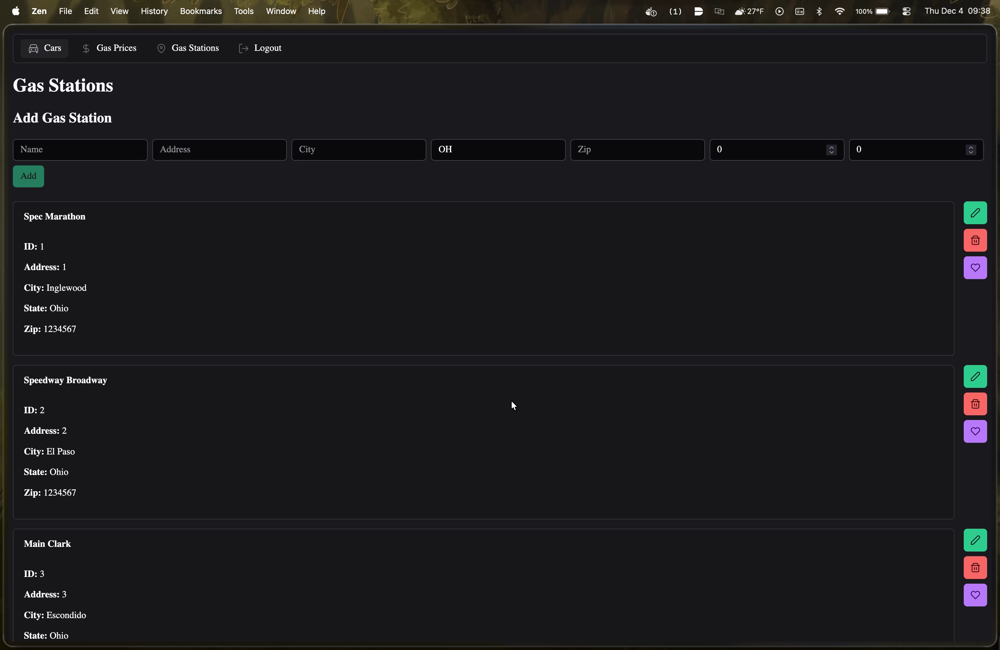 Zen File Edit View History Bookmarks Tools Window Help (1) 27°F 100% Thu Dec 4 09:38
Cars Gas Prices Gas Stations Logout
Gas Stations
Add Gas Station
Name Address City OH Zip 0 0
Add
Spec Marathon
ID: 1
Address: 1
City: Inglewood
State: Ohio
Zip: 1234567
Speedway Broadway
ID: 2
Address: 2
City: El Paso
State: Ohio
Zip: 1234567
Main Clark
ID: 3
Address: 3
City: Escondido
State: Ohio